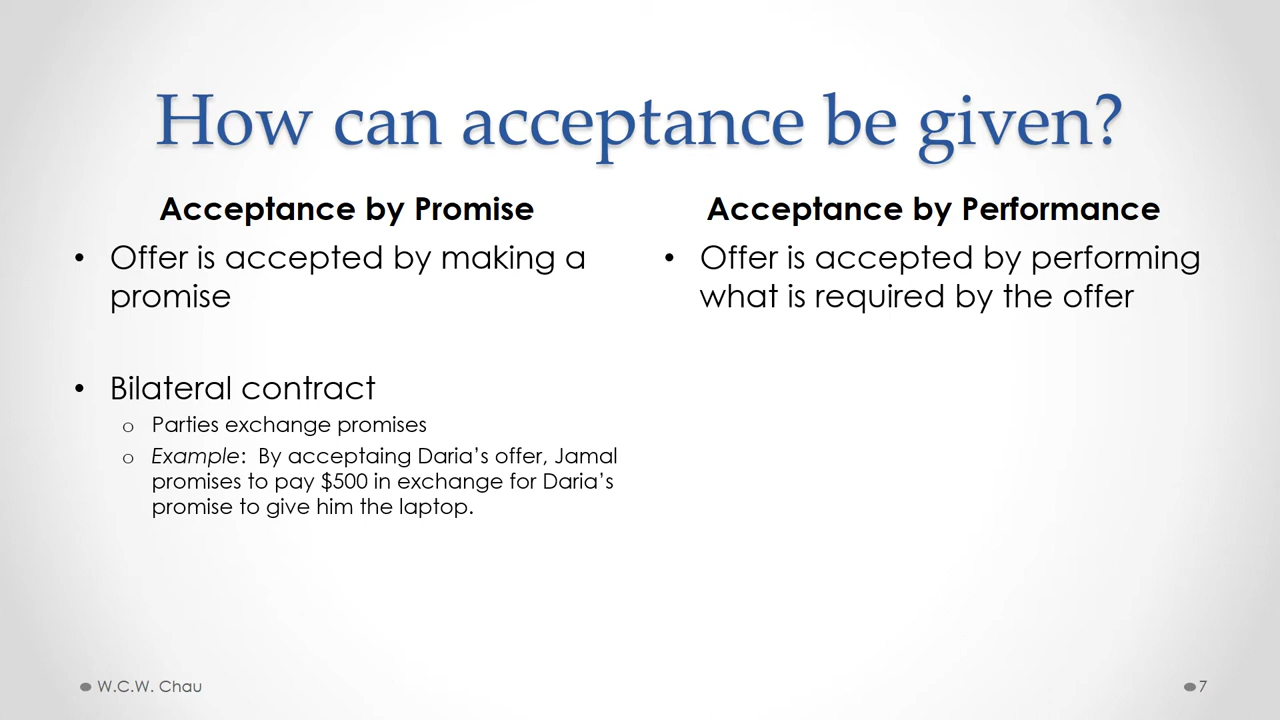 How can acceptance be given?
Acceptance by Promise
• Offer is accepted by making a
promise
• Bilateral contract
o Parties exchange promises
o Example: By acceptaing Daria’s offer, Jamal
promises to pay $500 in exchange for Daria’s
promise to give him the laptop.
Acceptance by Performance
• Offer is accepted by performing
what is required by the offer
W.C.W. Chau
7